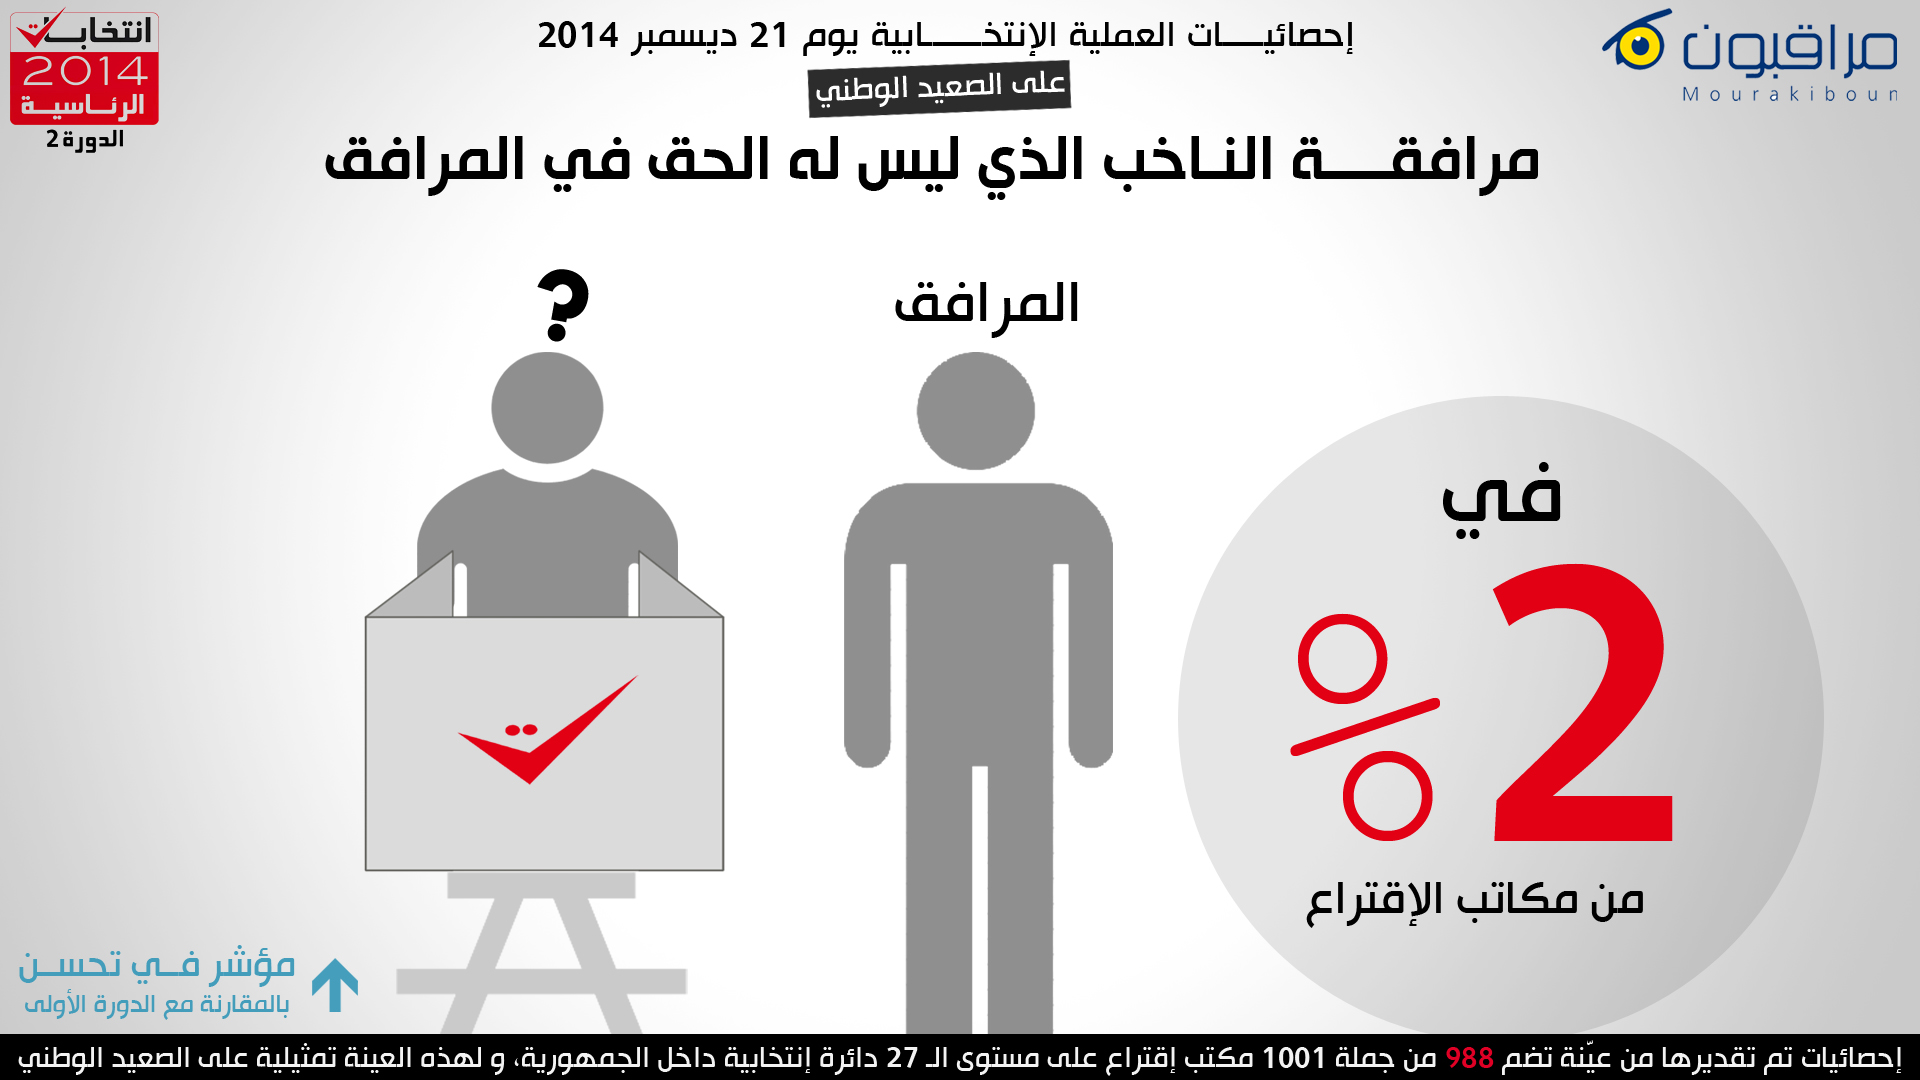 إحصائيـــات العملية الإنتخـــــابية يوم 21 ديسمبر 2014
على الصعيد الوطني
مراقبون
Mourakiboun
انتخابات
2014
الرئـاسيـة
الدورة 2
مرافقـــــة النـاخب الذي ليس له الحق في المرافق
?
المرافق
في
2%
من مكاتب الإقتراع
مؤشر فـي تحسـن
بالمقارنة مع الدورة الأولى
إحصائيات تم تقديرها من عيّنة تضم 988 من جملة 1001 مكتب إقتراع على مستوى الـ 27 دائرة إنتخابية داخل الجمهورية، و لهذه العينة تمثيلية على الصعيد الوطني